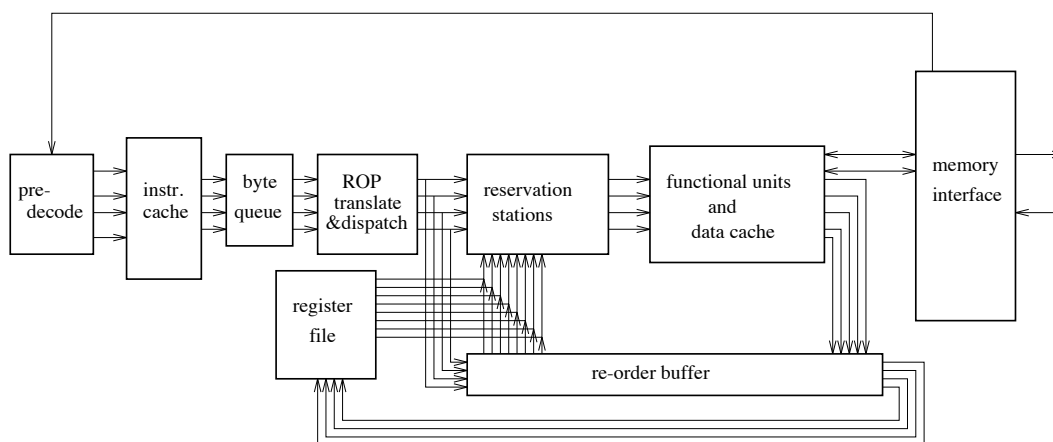 pre-
decode
instr.
cache
byte
queue
ROP
translate
&dispatch
reservation
stations
functional units
and
data cache
memory
interface
register
file
re-order buffer